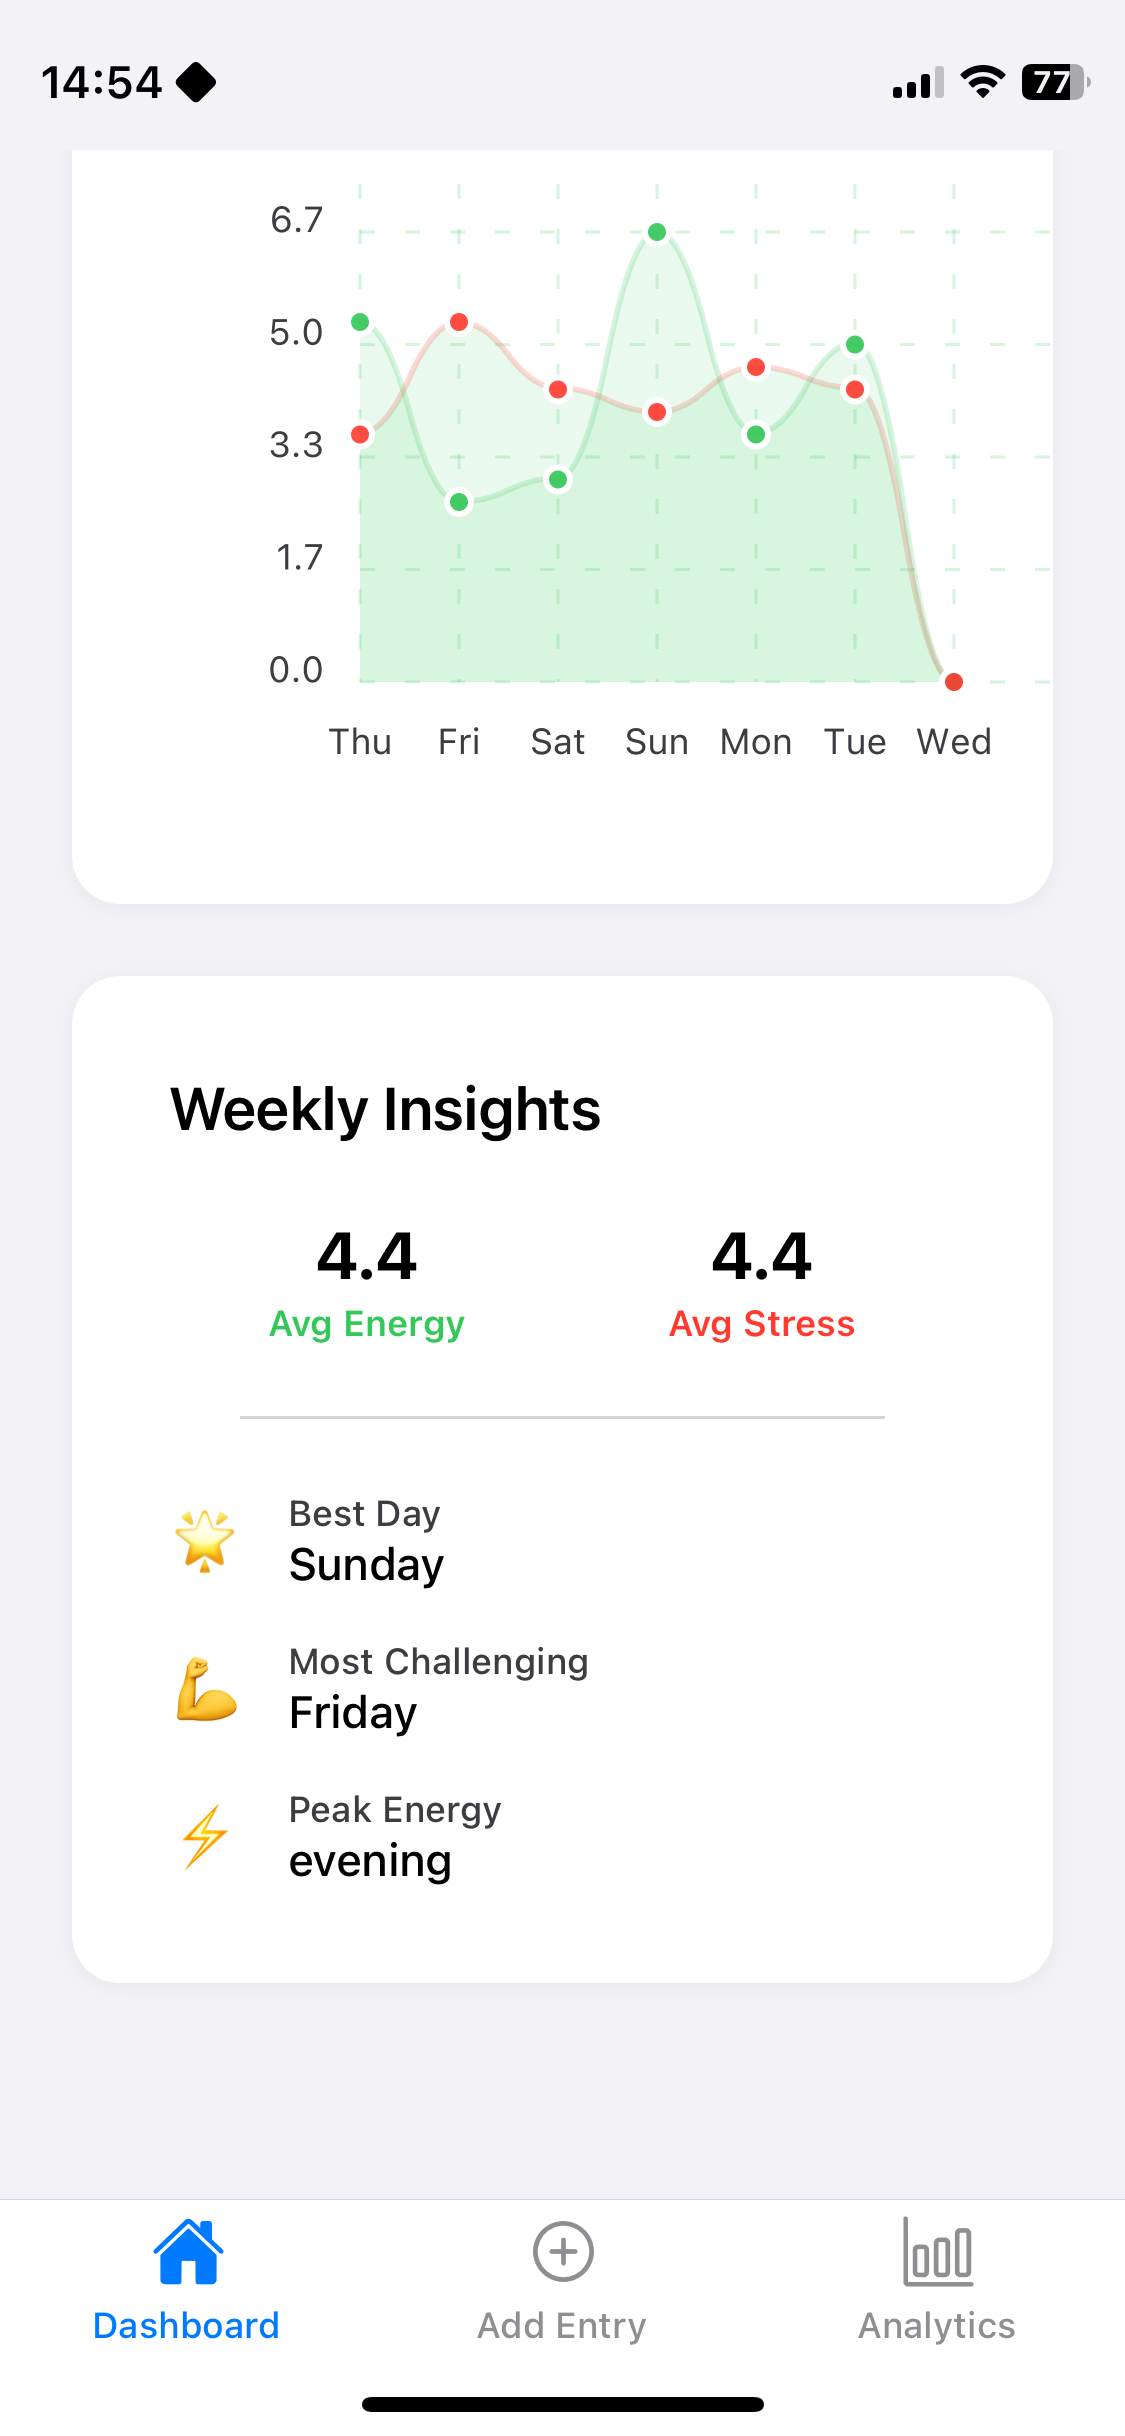 14:54
77
6.7
5.0
3.3
1.7
0.0
Thu Fri Sat Sun Mon Tue Wed
Weekly Insights
4.4 4.4
Avg Energy Avg Stress
Best Day
Sunday
Most Challenging
Friday
Peak Energy
evening
Dashboard Add Entry Analytics